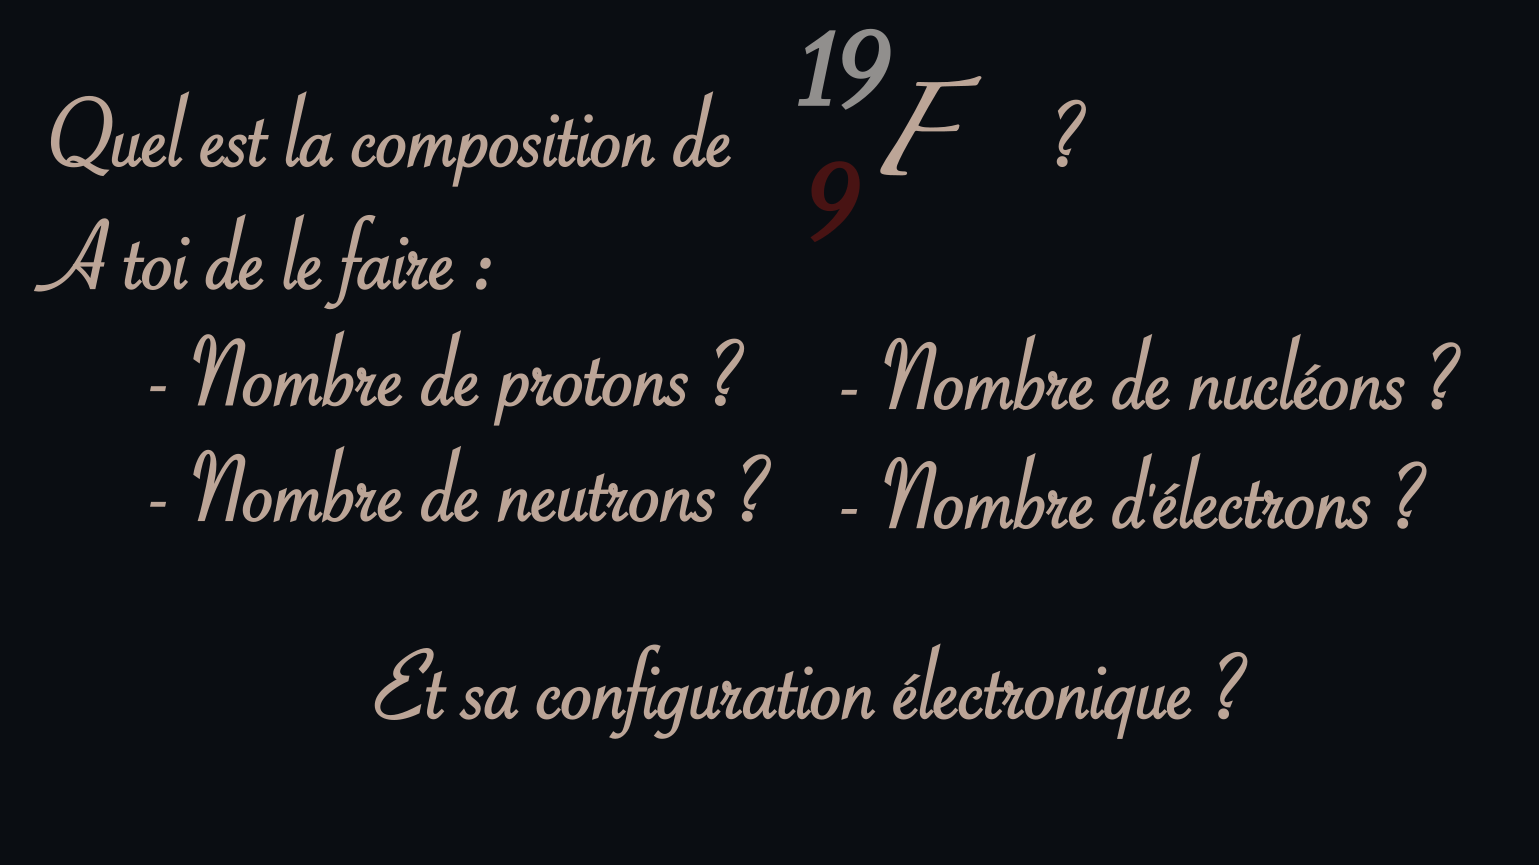 Quel est la composition de 19 9 F ?
A toi de le faire :
- Nombre de protons ? - Nombre de nucléons ?
- Nombre de neutrons ? - Nombre d'électrons ?
Et sa configuration électronique ?